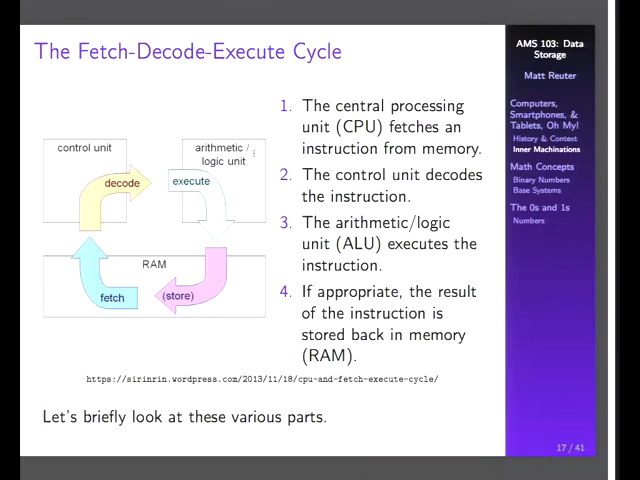 The Fetch-Decode-Execute Cycle
control unit
arithmetic /
logic unit
decode
execute
RAM
fetch
(store)
1. The central processing
unit (CPU) fetches an
instruction from memory.
2. The control unit decodes
the instruction.
3. The arithmetic/logic
unit (ALU) executes the
instruction.
4. If appropriate, the result
of the instruction is
stored back in memory
(RAM).
https://sirinrin.wordpress.com/2013/11/18/cpu-and-fetch-execute-cycle/
Let's briefly look at these various parts.
AMS 103: Data
Storage
Matt Reuter
Computers,
Smartphones, &
Tablets, Oh My!
History & Context
Inner Machinations
Math Concepts
Binary Numbers
Base Systems
The 0s and 1s
Numbers
17 / 41